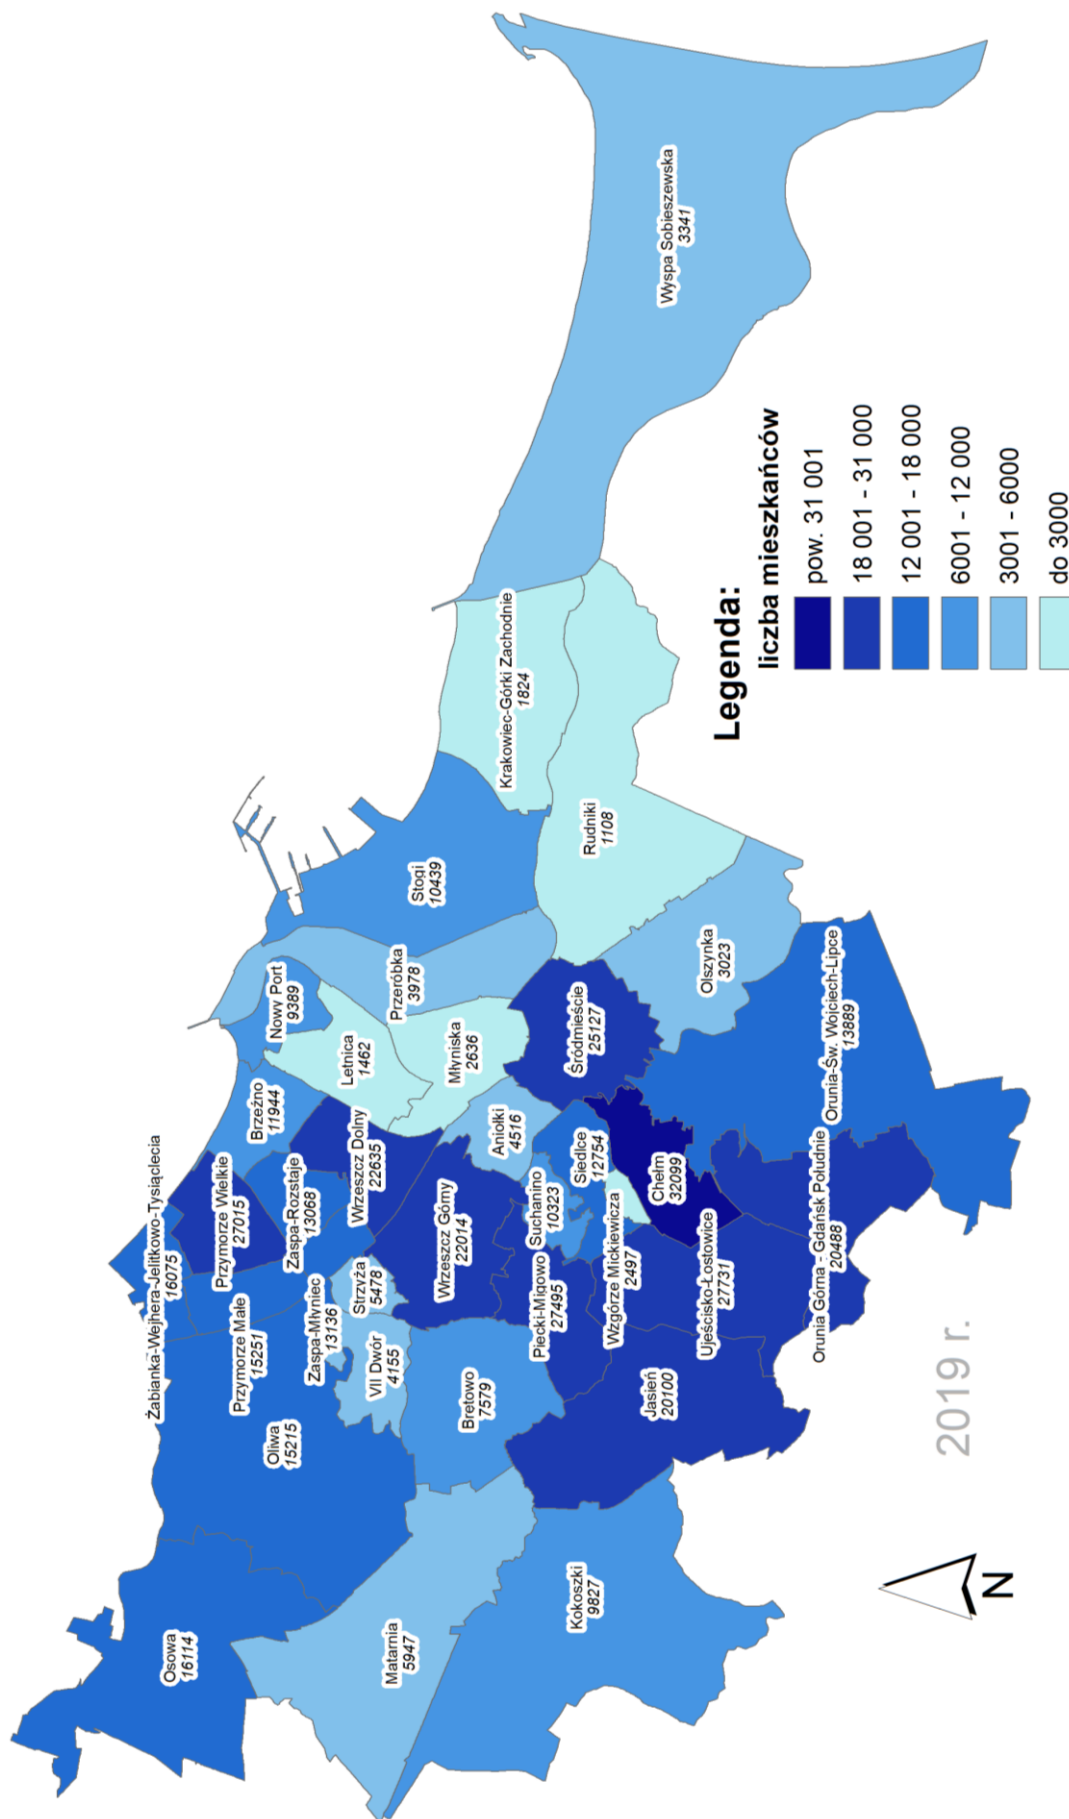 Osowa
16114
Matarnia
5947
Kokoszki
9827
Oliwa
15215
Żabianka-Wejhera-Jelitkowo-Tysiąclecia
16075
Przymorze Małe
15251
Przymorze Wielkie
27015
Zaspa-Młyniec
13136
Zaspa-Rozstaje
13068
VII Dwór
4155
Strzyża
5478
Brętowo
7579
Jasień
20100
Brzeźno
11944
Nowy Port
9389
Letnica
1462
Wrzeszcz Dolny
22635
Wrzeszcz Górny
22014
Młyniska
2636
Przeróbka
3978
Stogi
10439
Aniołki
4516
Suchanino
10323
Piecki-Migowo
27495
Siedlce
12754
Wzgórze Mickiewicza
2497
Śródmieście
25127
Chełm
32099
Ujeścisko-Łostowice
27731
Orunia Górna - Gdańsk Południe
20488
Orunia-Św. Wojciech-Lipce
13889
Olszynka
3023
Rudniki
1108
Krakowiec-Górki Zachodnie
1824
Wyspa Sobieszewska
3341
N
2019 r.
Legenda:
liczba mieszkańców
pow. 31 001
18 001 - 31 000
12 001 - 18 000
6001 - 12 000
3001 - 6000
do 3000